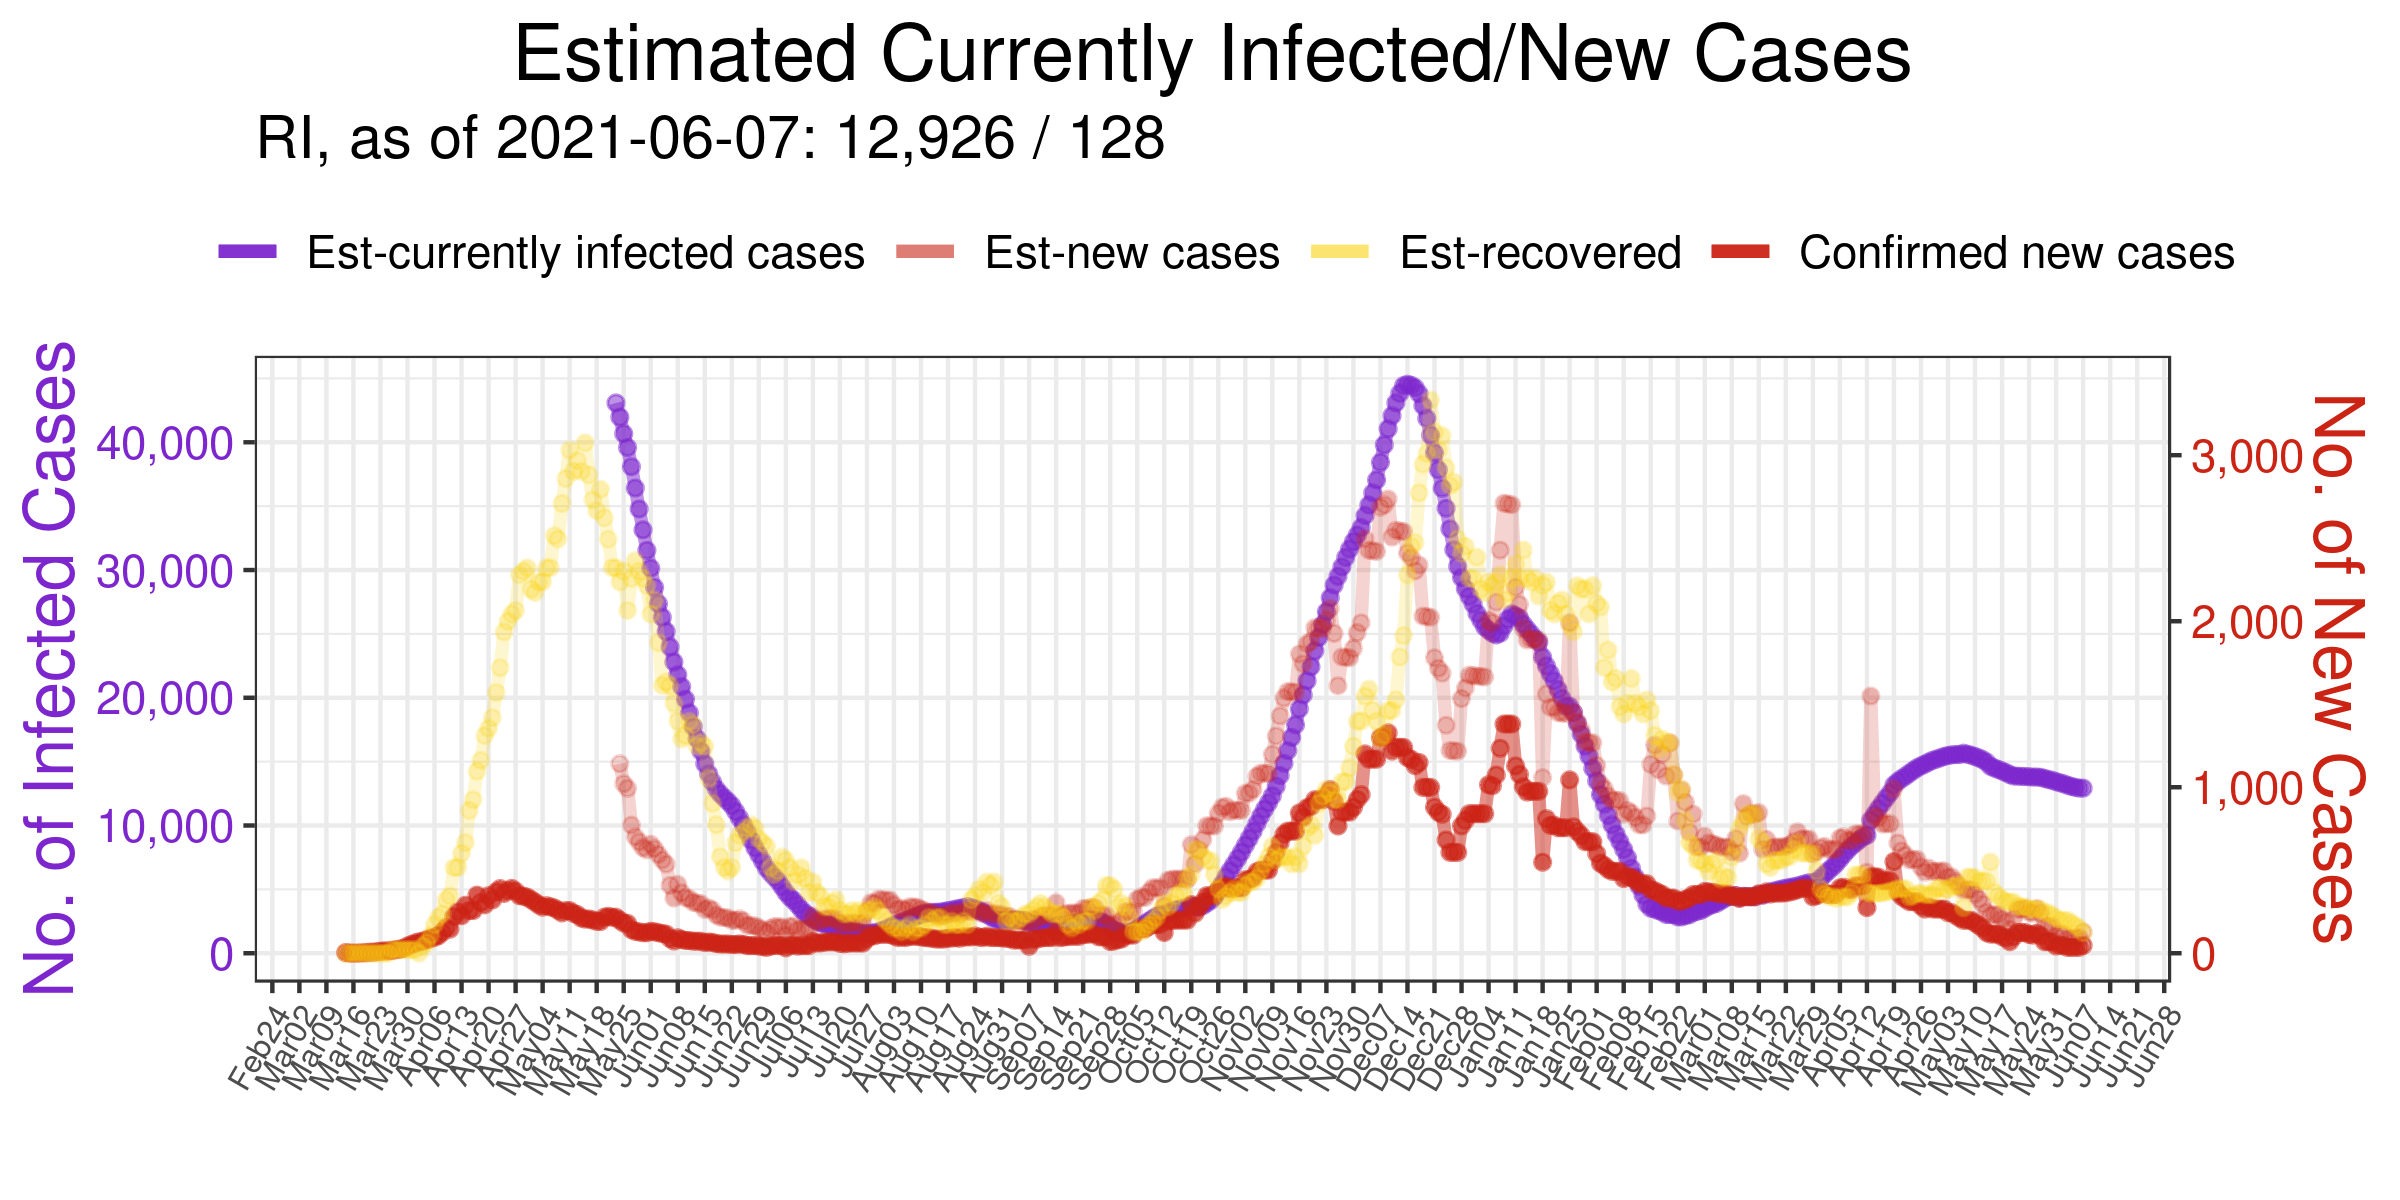 Estimated Currently Infected/New Cases
RI, as of 2021-06-07: 12,926 / 128
Est-currently infected cases Est-new cases Est-recovered Confirmed new cases
No. of Infected Cases
40,000
30,000
20,000
10,000
0
3,000
2,000
1,000
0
No. of New Cases
Feb24 Mar02 Mar09 Mar16 Mar23 Mar30 Apr06 Apr13 Apr20 Apr27 May04 May11 May18 May25 Jun01 Jun08 Jun15 Jun22 Jun29 Jul06 Jul13 Jul20 Jul27 Aug03 Aug10 Aug17 Aug24 Aug31 Sep07 Sep14 Sep21 Sep28 Oct05 Oct12 Oct19 Oct26 Nov02 Nov09 Nov16 Nov23 Nov30 Dec07 Dec14 Dec21 Dec28 Jan04 Jan11 Jan18 Jan25 Feb01 Feb08 Feb15 Feb22 Mar01 Mar08 Mar15 Mar22 Mar29 Apr05 Apr12 Apr19 Apr26 May03 May10 May17 May24 May31 Jun07 Jun14 Jun21 Jun28